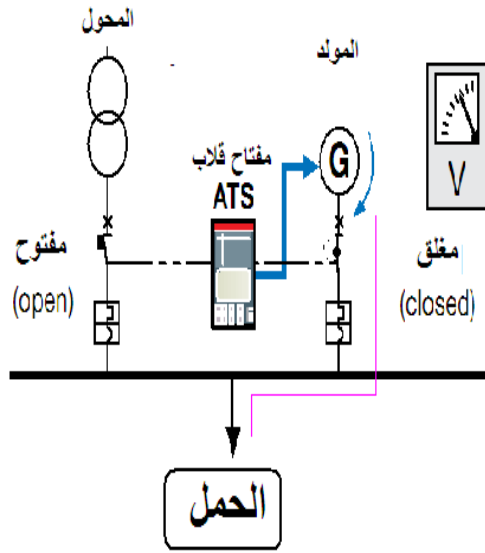 المحول
المولد
مفتاح قلاب
ATS
G
V
مفتوح
(open)
مغلق
(closed)
الحمل